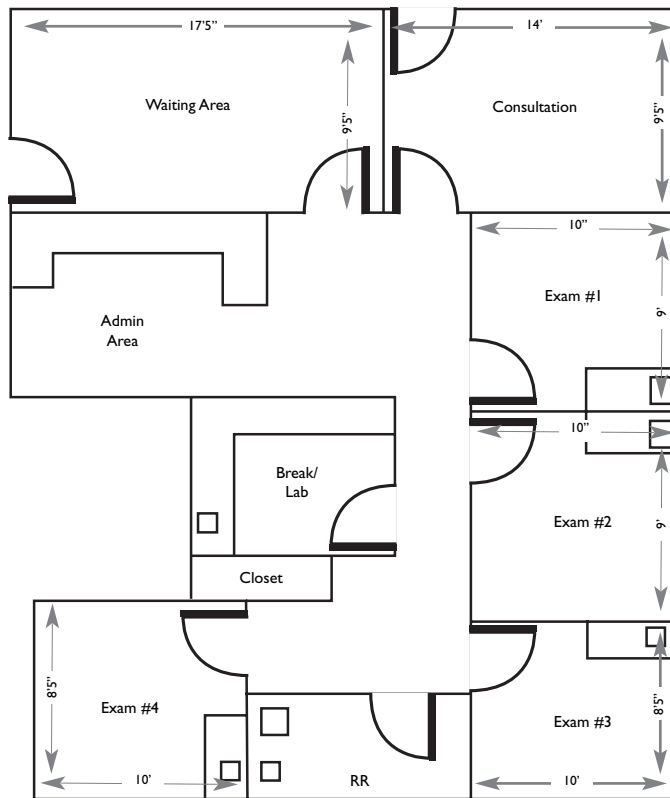 17'5"
14'
Waiting Area
9'5"
Consultation
9'5"
10"
Exam #1
9'
Admin
Area
10"
Break/
Lab
Exam #2
9'
Closet
8'5"
Exam #4
10'
RR
Exam #3
8'5"
10'